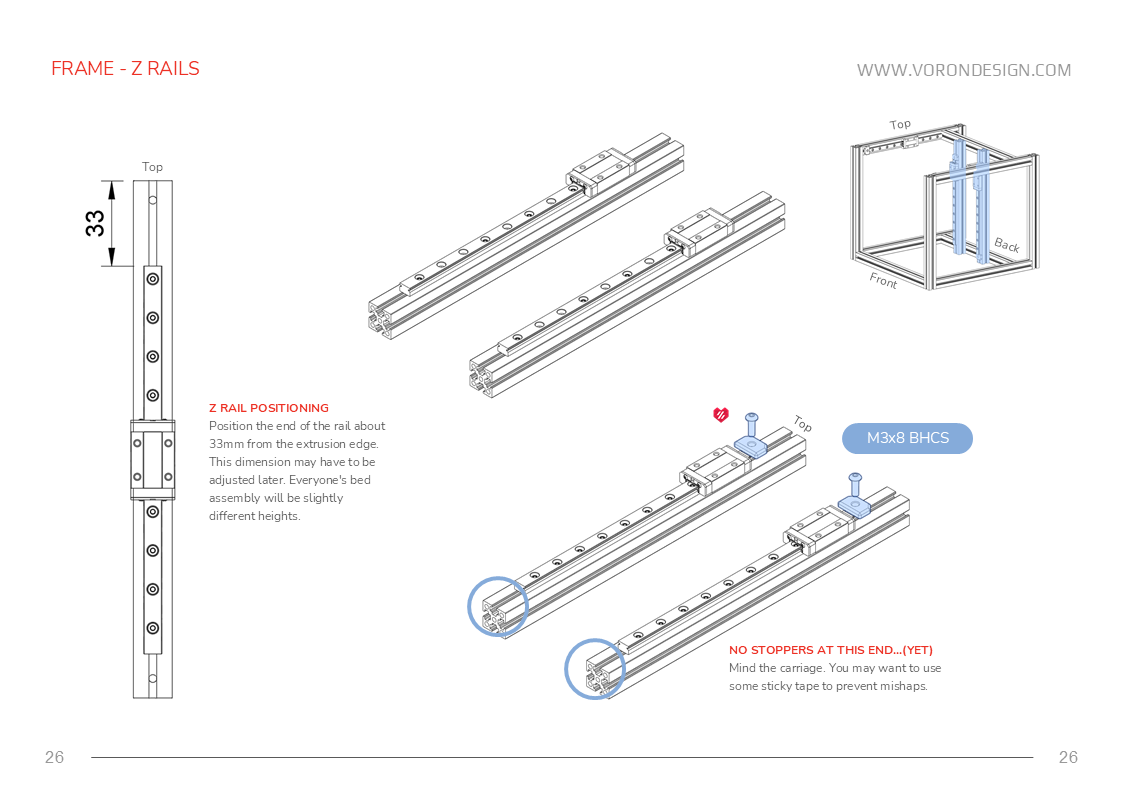 FRAME - Z RAILS
WWW.VORONDESIGN.COM
Top
33
Top
Back
Front
Z RAIL POSITIONING
Position the end of the rail about
33mm from the extrusion edge.
This dimension may have to be
adjusted later. Everyone's bed
assembly will be slightly
different heights.
Top
M3x8 BHCS
NO STOPPERS AT THIS END...(YET)
Mind the carriage. You may want to use
some sticky tape to prevent mishaps.
26
26